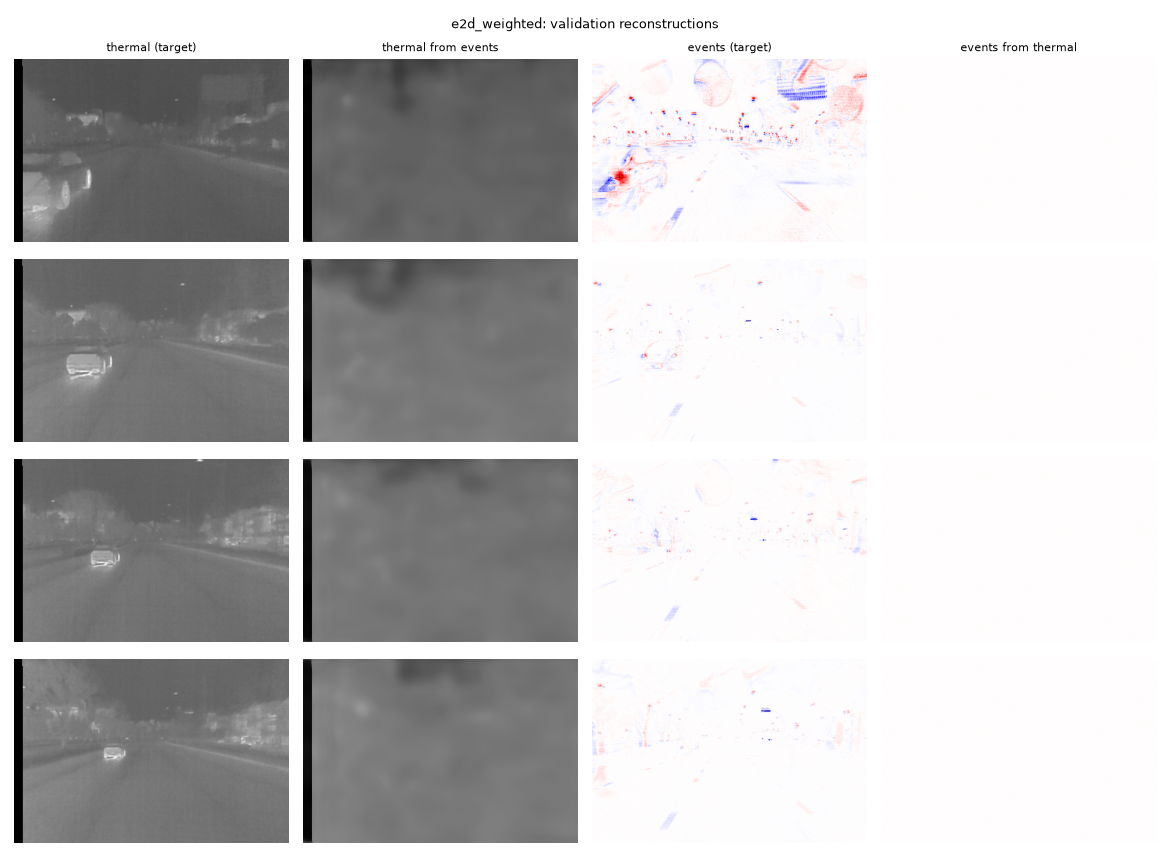 e2d_weighted: validation reconstructions
thermal (target)
thermal from events
events (target)
events from thermal